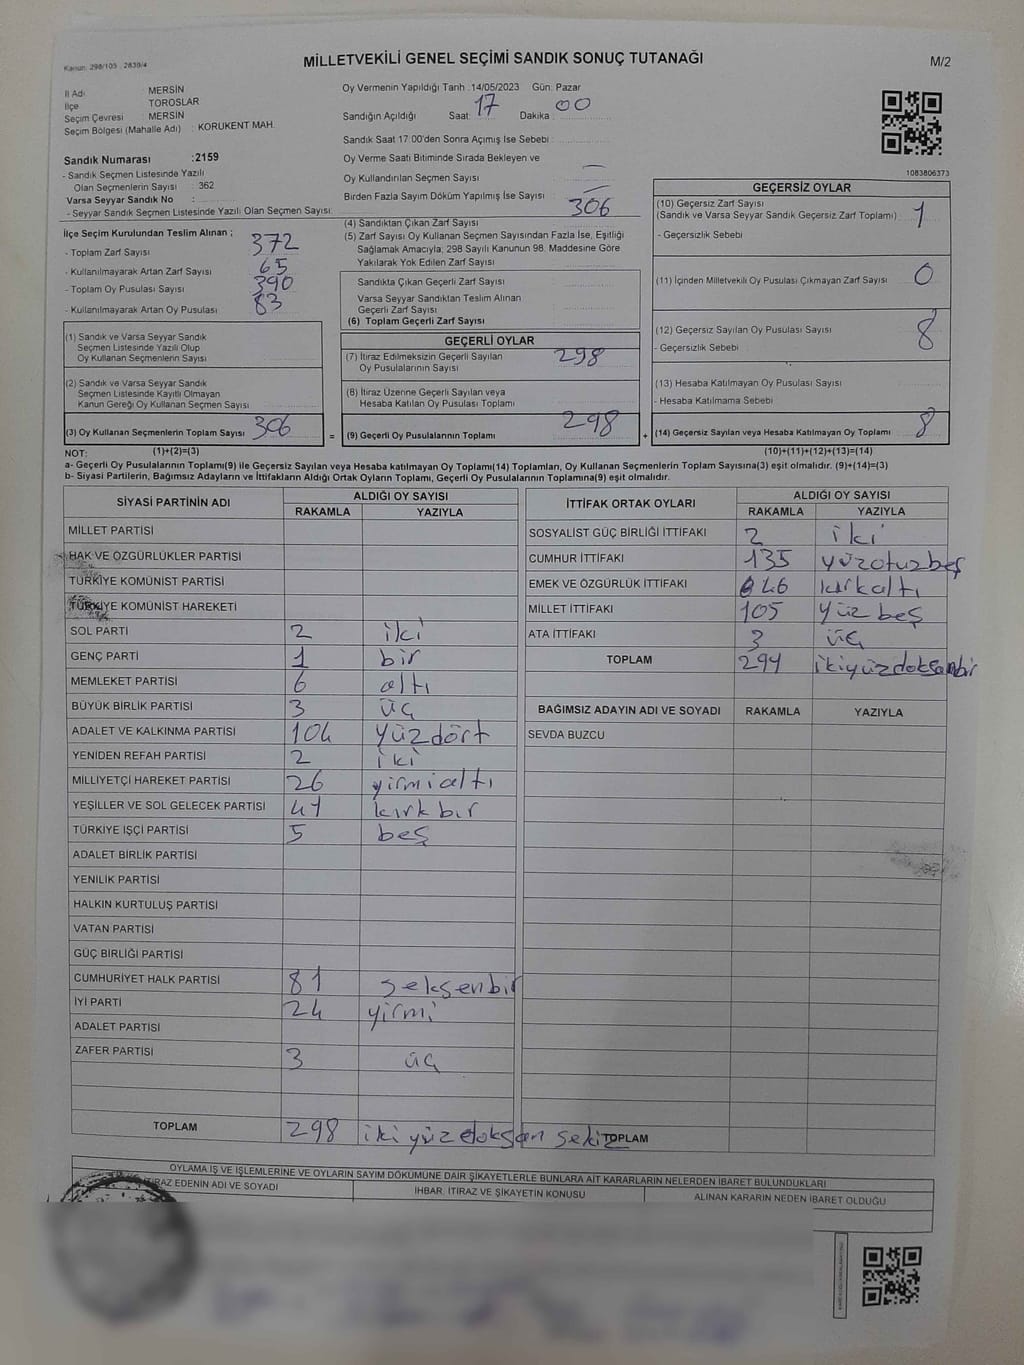 Kanun: 298/105 2839/4
MİLLETVEKİLİ GENEL SEÇİMİ SANDIK SONUÇ TUTANAĞI
M/2
İl Adı : MERSİN
İlçe : TOROSLAR
Seçim Çevresi : MERSİN
Seçim Bölgesi (Mahalle Adı) : KORUKENT MAH.
Sandık Numarası :2159
- Sandık Seçmen Listesinde Yazılı
Olan Seçmenlerin Sayısı : 362
Varsa Seyyar Sandık No :
- Seyyar Sandık Seçmen Listesinde Yazılı Olan Seçmen Sayısı:
Oy Vermenin Yapıldığı Tarih :14/05/2023 Gün: Pazar
Sandığın Açıldığı Saat: 17 Dakika : 00
Sandık Saat 17:00'den Sonra Açımış İse Sebebi :
Oy Verme Saati Bitiminde Sırada Bekleyen ve
Oy Kullandırılan Seçmen Sayısı : —
Birden Fazla Sayım Döküm Yapılmış İse Sayısı : —
1083806373
İlçe Seçim Kurulundan Teslim Alınan ;
- Toplam Zarf Sayısı : 372
- Kullanılmayarak Artan Zarf Sayısı : 65
- Toplam Oy Pusulası Sayısı : 390
- Kullanılmayarak Artan Oy Pusulası : 83
(4) Sandıktan Çıkan Zarf Sayısı : 306
(5) Zarf Sayısı Oy Kullanan Seçmen Sayısından Fazla İse, Eşitliği
Sağlamak Amacıyla; 298 Sayılı Kanunun 98. Maddesine Göre
Yakılarak Yok Edilen Zarf Sayısı :
Sandıkta Çıkan Geçerli Zarf Sayısı :
Varsa Seyyar Sandıktan Teslim Alınan
Geçerli Zarf Sayısı :
(6) Toplam Geçerli Zarf Sayısı :
GEÇERSİZ OYLAR
(10) Geçersiz Zarf Sayısı
(Sandık ve Varsa Seyyar Sandık Geçersiz Zarf Toplamı) : 1
- Geçersizlik Sebebi :
(11) İçinden Milletvekili Oy Pusulası Çıkmayan Zarf Sayısı : 0
(12) Geçersiz Sayılan Oy Pusulası Sayısı : 8
- Geçersizlik Sebebi :
(13) Hesaba Katılmayan Oy Pusulası Sayısı :
- Hesaba Katılmama Sebebi :
(14) Geçersiz Sayılan veya Hesaba Katılmayan Oy Toplamı : 8
(1) Sandık ve Varsa Seyyar Sandık
Seçmen Listesinde Yazılı Olup
Oy Kullanan Seçmenlerin Sayısı :
(2) Sandık ve Varsa Seyyar Sandık
Seçmen Listesinde Kayıtlı Olmayan
Kanun Gereği Oy Kullanan Seçmen Sayısı :
(3) Oy Kullanan Seçmenlerin Toplam Sayısı : 306
=
GEÇERLİ OYLAR
(7) İtiraz Edilmeksizin Geçerli Sayılan
Oy Pusulalarının Sayısı : 298
(8) İtiraz Üzerine Geçerli Sayılan veya
Hesaba Katılan Oy Pusulası Toplamı :
(9) Geçerli Oy Pusulalarının Toplamı : 298
+
NOT: (1)+(2)=(3) (10)+(11)+(12)+(13)=(14)
a- Geçerli Oy Pusulalarının Toplamı(9) ile Geçersiz Sayılan veya Hesaba katılmayan Oy Toplamı(14) Toplamları, Oy Kullanan Seçmenlerin Toplam Sayısına(3) eşit olmalıdır. (9)+(14)=(3)
b- Siyasi Partilerin, Bağımsız Adayların ve İttifakların Aldığı Ortak Oyların Toplamı, Geçerli Oy Pusulalarının Toplamına(9) eşit olmalıdır.
SİYASİ PARTİNİN ADI ALDIĞI OY SAYISI
RAKAMLA YAZIYLA
MİLLET PARTİSİ
HAK VE ÖZGÜRLÜKLER PARTİSİ
TÜRKİYE KOMÜNİST PARTİSİ
TÜRKİYE KOMÜNİST HAREKETİ
SOL PARTİ 2 iki
GENÇ PARTİ 1 bir
MEMLEKET PARTİSİ 6 altı
BÜYÜK BİRLİK PARTİSİ 3 üç
ADALET VE KALKINMA PARTİSİ 104 yüzdört
YENİDEN REFAH PARTİSİ 2 iki
MİLLİYETÇİ HAREKET PARTİSİ 26 yirmialtı
YEŞİLLER VE SOL GELECEK PARTİSİ 41 kırkbir
TÜRKİYE İŞÇİ PARTİSİ 5 beş
ADALET BİRLİK PARTİSİ
YENİLİK PARTİSİ
HALKIN KURTULUŞ PARTİSİ
VATAN PARTİSİ
GÜÇ BİRLİĞİ PARTİSİ
CUMHURİYET HALK PARTİSİ 81 seksenbir
İYİ PARTİ 24 yirmi
ADALET PARTİSİ
ZAFER PARTİSİ 3 üç
TOPLAM 298 ikiyüzdoksan sekiz
İTTİFAK ORTAK OYLARI ALDIĞI OY SAYISI
RAKAMLA YAZIYLA
SOSYALİST GÜÇ BİRLİĞİ İTTİFAKI 2 iki
CUMHUR İTTİFAKI 135 yüzotuzbeş
EMEK VE ÖZGÜRLÜK İTTİFAKI 46 kırkaltı
MİLLET İTTİFAKI 105 yüzbeş
ATA İTTİFAKI 3 üç
TOPLAM 291 ikiyüzdoksanbir
BAĞIMSIZ ADAYIN ADI VE SOYADI RAKAMLA YAZIYLA
SEVDA BUZCU
TOPLAM
OYLAMA İŞ VE İŞLEMLERİNE VE OYLARIN SAYIM DÖKÜMÜNE DAİR ŞİKAYETLERLE BUNLARA AİT KARARLARIN NELERDEN İBARET BULUNDUKLARI
İTİRAZ EDENİN ADI VE SOYADI İHBAR, İTİRAZ VE ŞİKAYETİN KONUSU ALINAN KARARIN NEDEN İBARET OLDUĞU